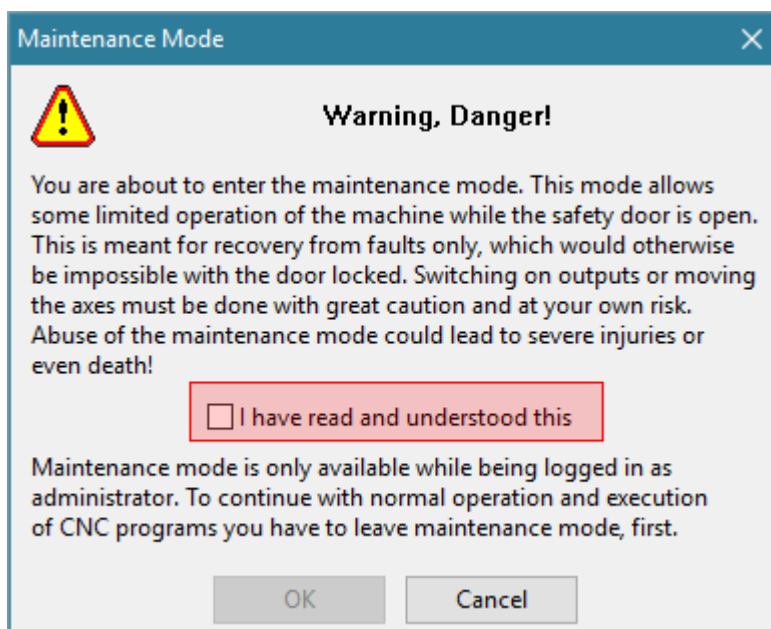 Maintenance Mode
Warning, Danger!
You are about to enter the maintenance mode. This mode allows
some limited operation of the machine while the safety door is open.
This is meant for recovery from faults only, which would otherwise
be impossible with the door locked. Switching on outputs or moving
the axes must be done with great caution and at your own risk.
Abuse of the maintenance mode could lead to severe injuries or
even death!
I have read and understood this
Maintenance mode is only available while being logged in as
administrator. To continue with normal operation and execution
of CNC programs you have to leave maintenance mode, first.
OK Cancel